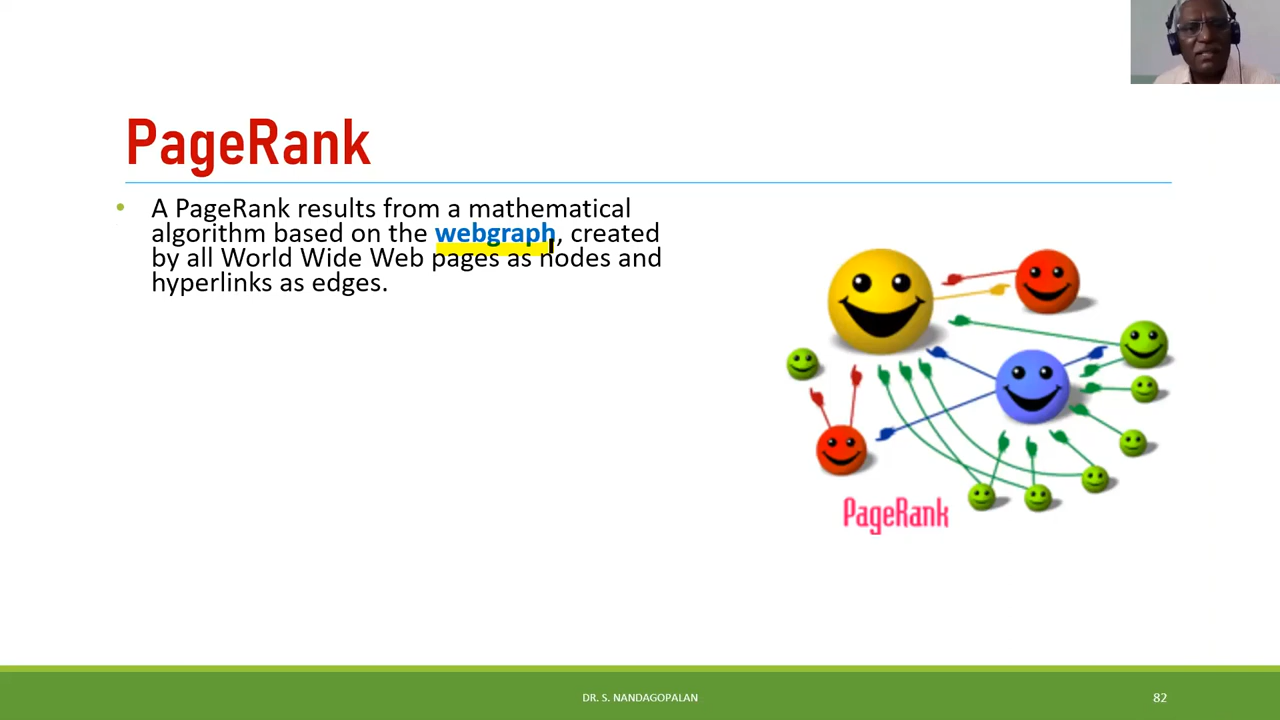 PageRank
• A PageRank results from a mathematical
algorithm based on the webgraph, created
by all World Wide Web pages as nodes and
hyperlinks as edges.
PageRank
DR. S. NANDAGOPALAN
82